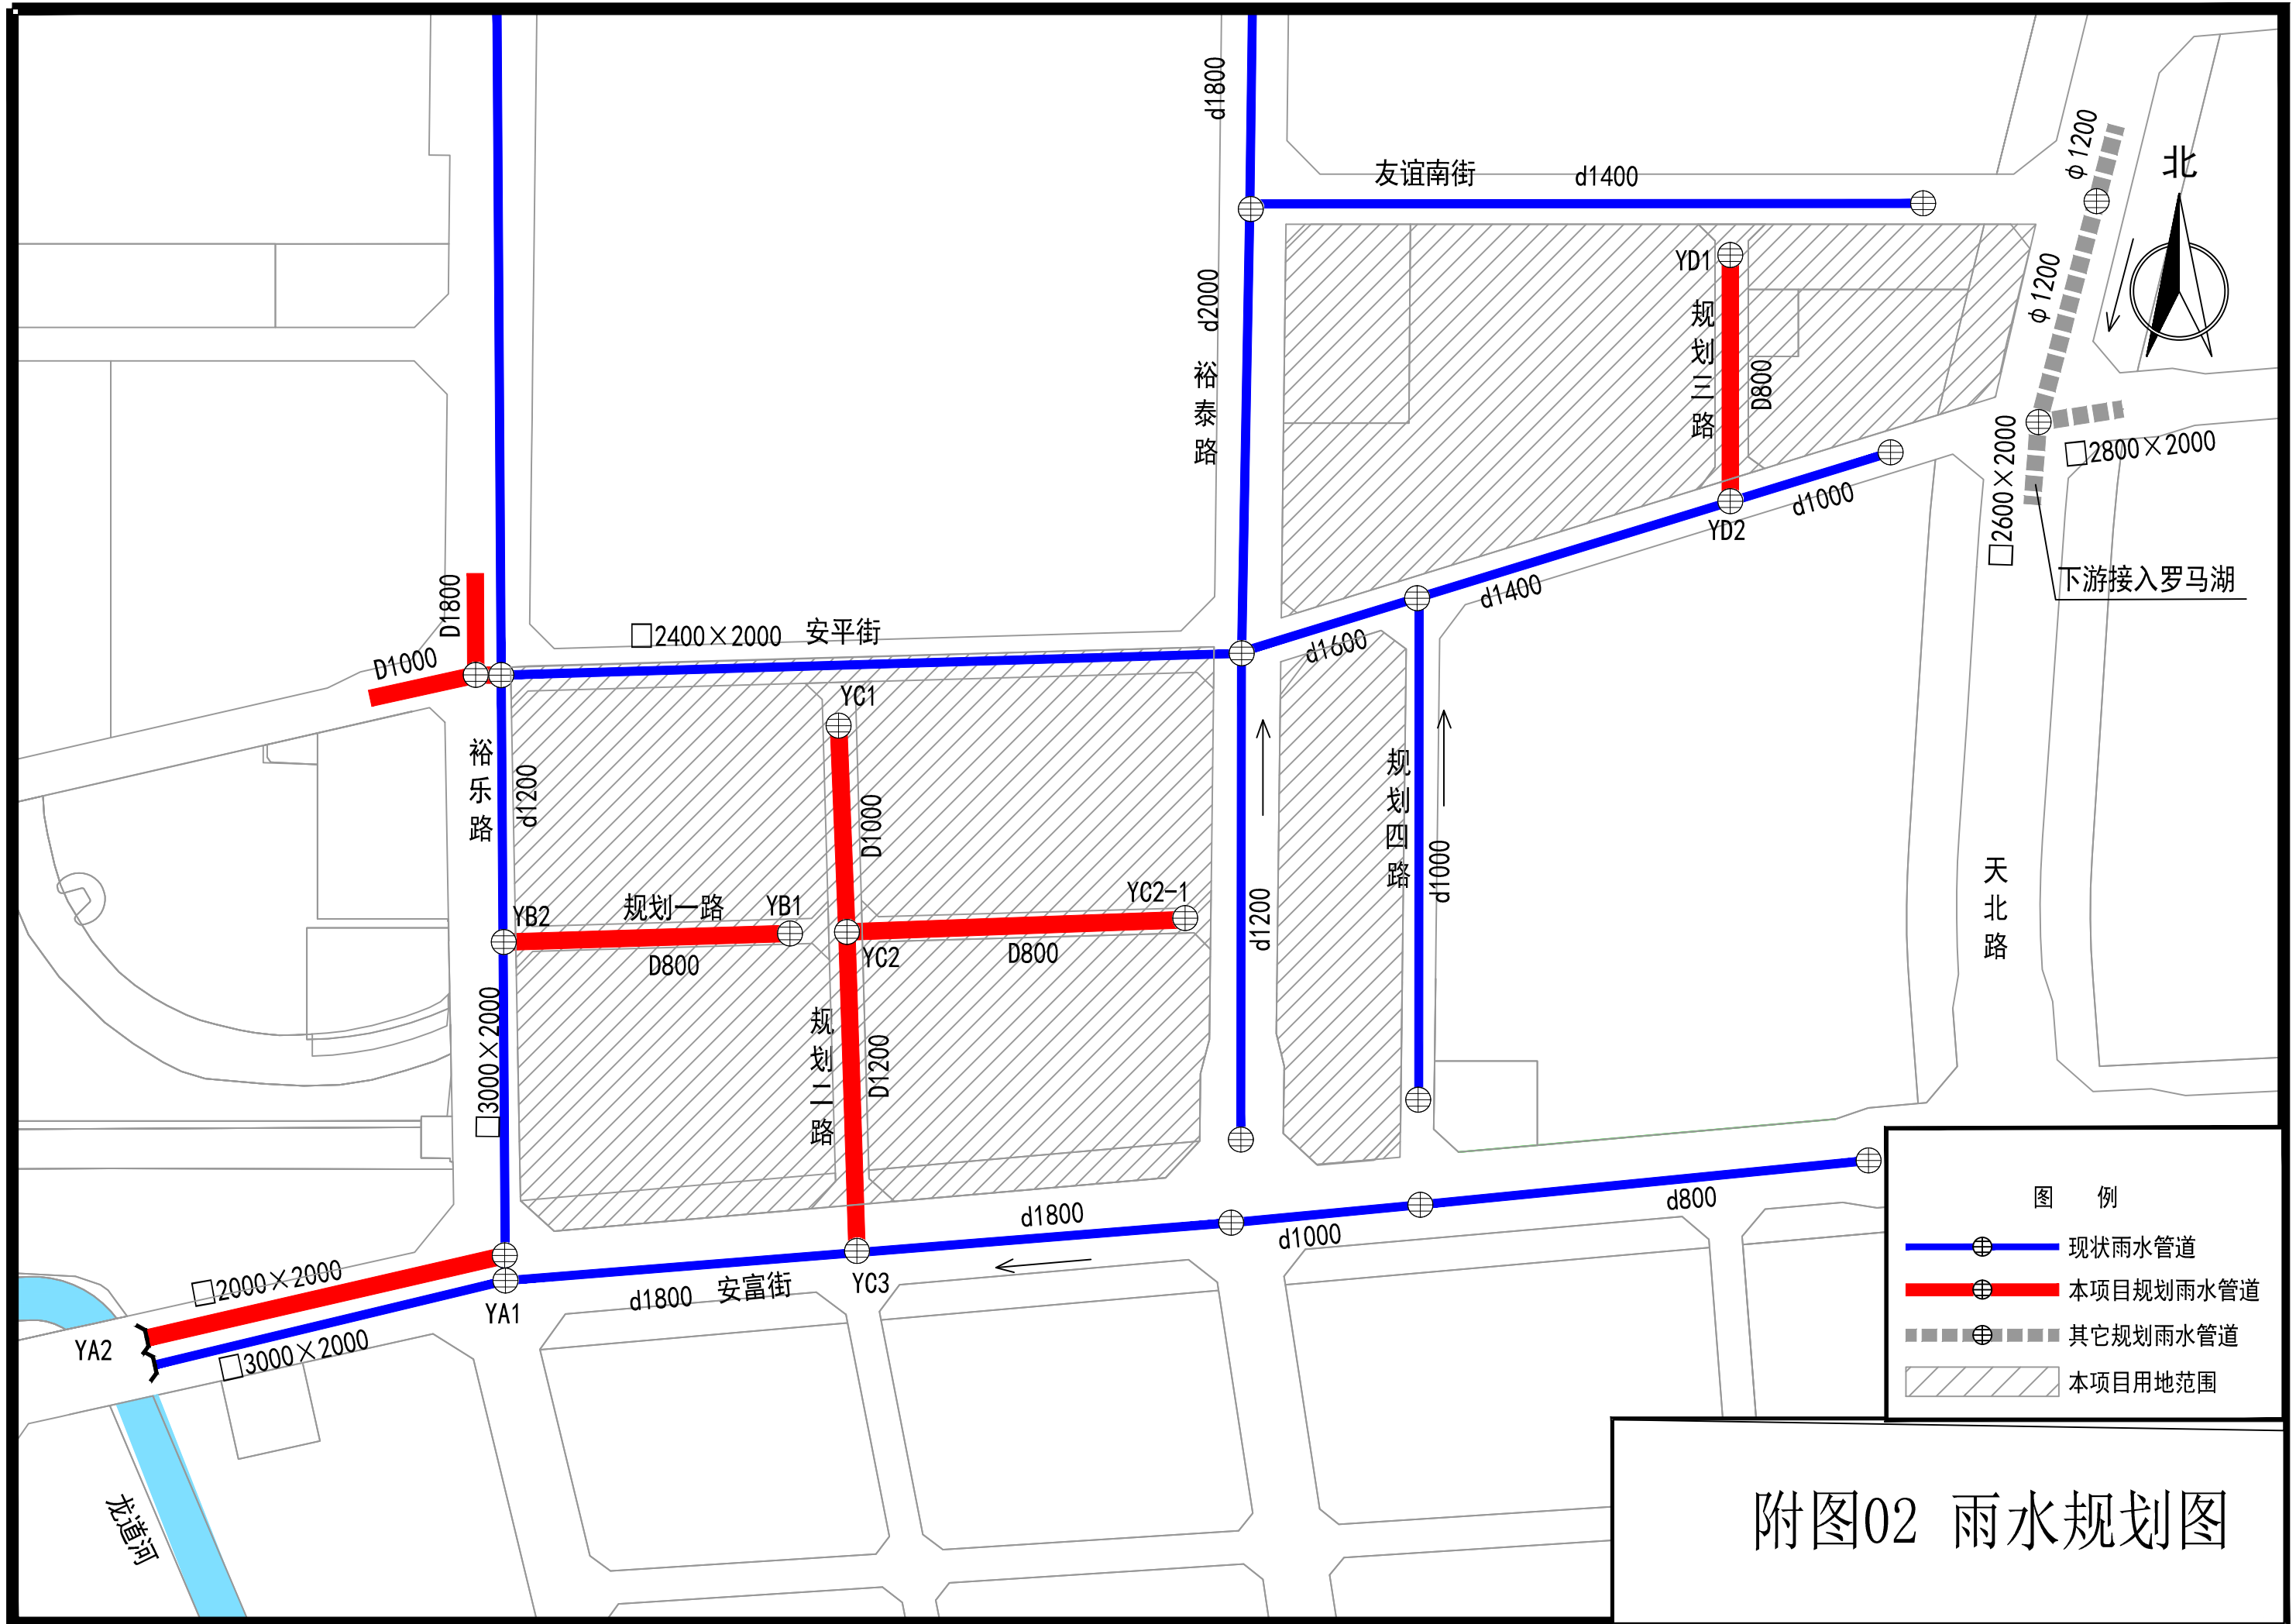 d1800
φ1200
友谊南街
d1400
北
YD1
φ1200
d2000
规划三路
裕泰路
D800
□2600×2000
□2800×2000
d1000
YD2
下游接入罗马湖
D1800
d1400
□2400×2000
安平街
d1600
D1000
YC1
裕乐路
d1200
D1000
规划四路
d1000
天北路
规划一路
YB1
YC2-1
YB2
d1200
D800
YC2
D800
□3000×2000
规划二路
D1200
d1800
d1000
d800
□2000×2000
YC3
d1800
安富街
YA1
YA2
□3000×2000
龙道河
图 例
现状雨水管道
本项目规划雨水管道
其它规划雨水管道
本项目用地范围
附图02 雨水规划图